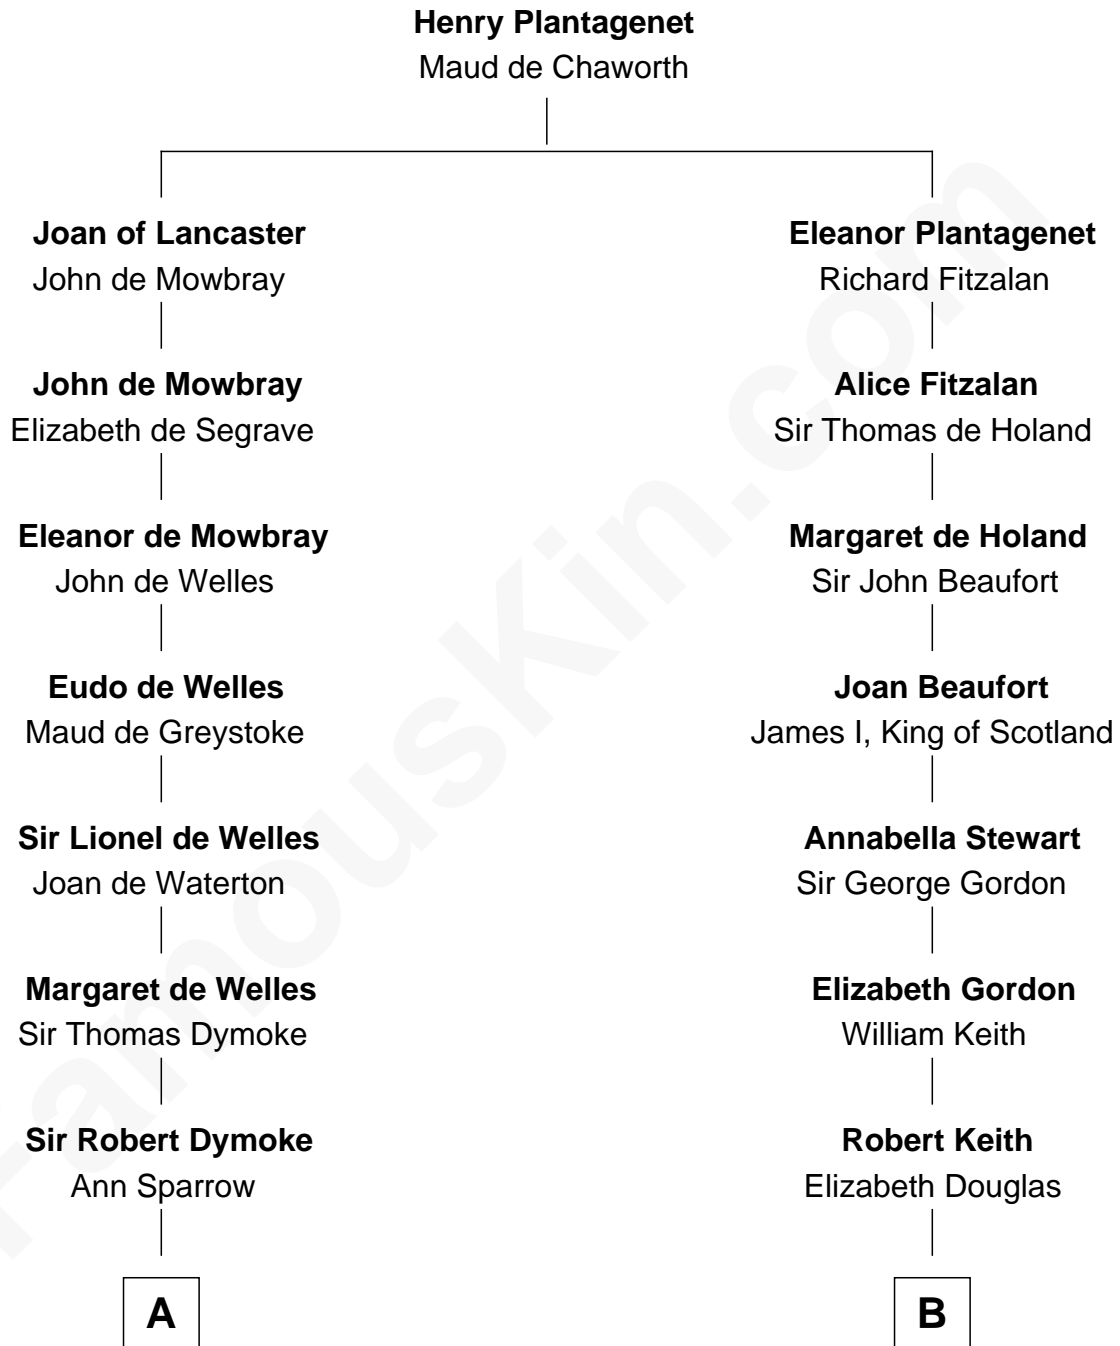 Henry Plantagenet
Maud de Chaworth
Joan of Lancaster
John de Mowbray
Eleanor Plantagenet
Richard Fitzalan
John de Mowbray
Elizabeth de Segrave
Alice Fitzalan
Sir Thomas de Holand
Eleanor de Mowbray
John de Welles
Margaret de Holand
Sir John Beaufort
Eudo de Welles
Maud de Greystoke
Joan Beaufort
James I, King of Scotland
Sir Lionel de Welles
Joan de Waterton
Annabella Stewart
Sir George Gordon
Margaret de Welles
Sir Thomas Dymoke
Elizabeth Gordon
William Keith
Sir Robert Dymoke
Ann Sparrow
Robert Keith
Elizabeth Douglas
A
B
FamousKin.com